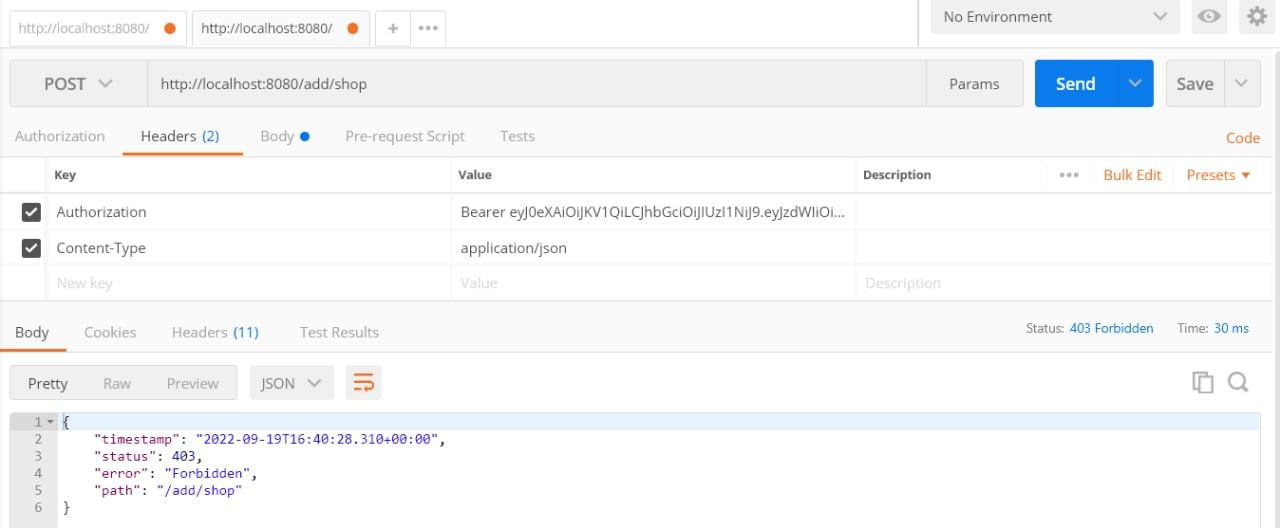 http://localhost:8080/ http://localhost:8080/ + ••• No Environment
POST http://localhost:8080/add/shop Params Send Save
Authorization Headers (2) Body Pre-request Script Tests Code
Key Value Description ••• Bulk Edit Presets
Authorization Bearer eyJ0eXAiOiJKV1QiLCJhbGciOiJIUzI1NiJ9.eyJzdWIiOi...
Content-Type application/json
New key Value Description
Body Cookies Headers (11) Test Results Status: 403 Forbidden Time: 30 ms
Pretty Raw Preview JSON
1 {
2 "timestamp": "2022-09-19T16:40:28.310+00:00",
3 "status": 403,
4 "error": "Forbidden",
5 "path": "/add/shop"
6 }